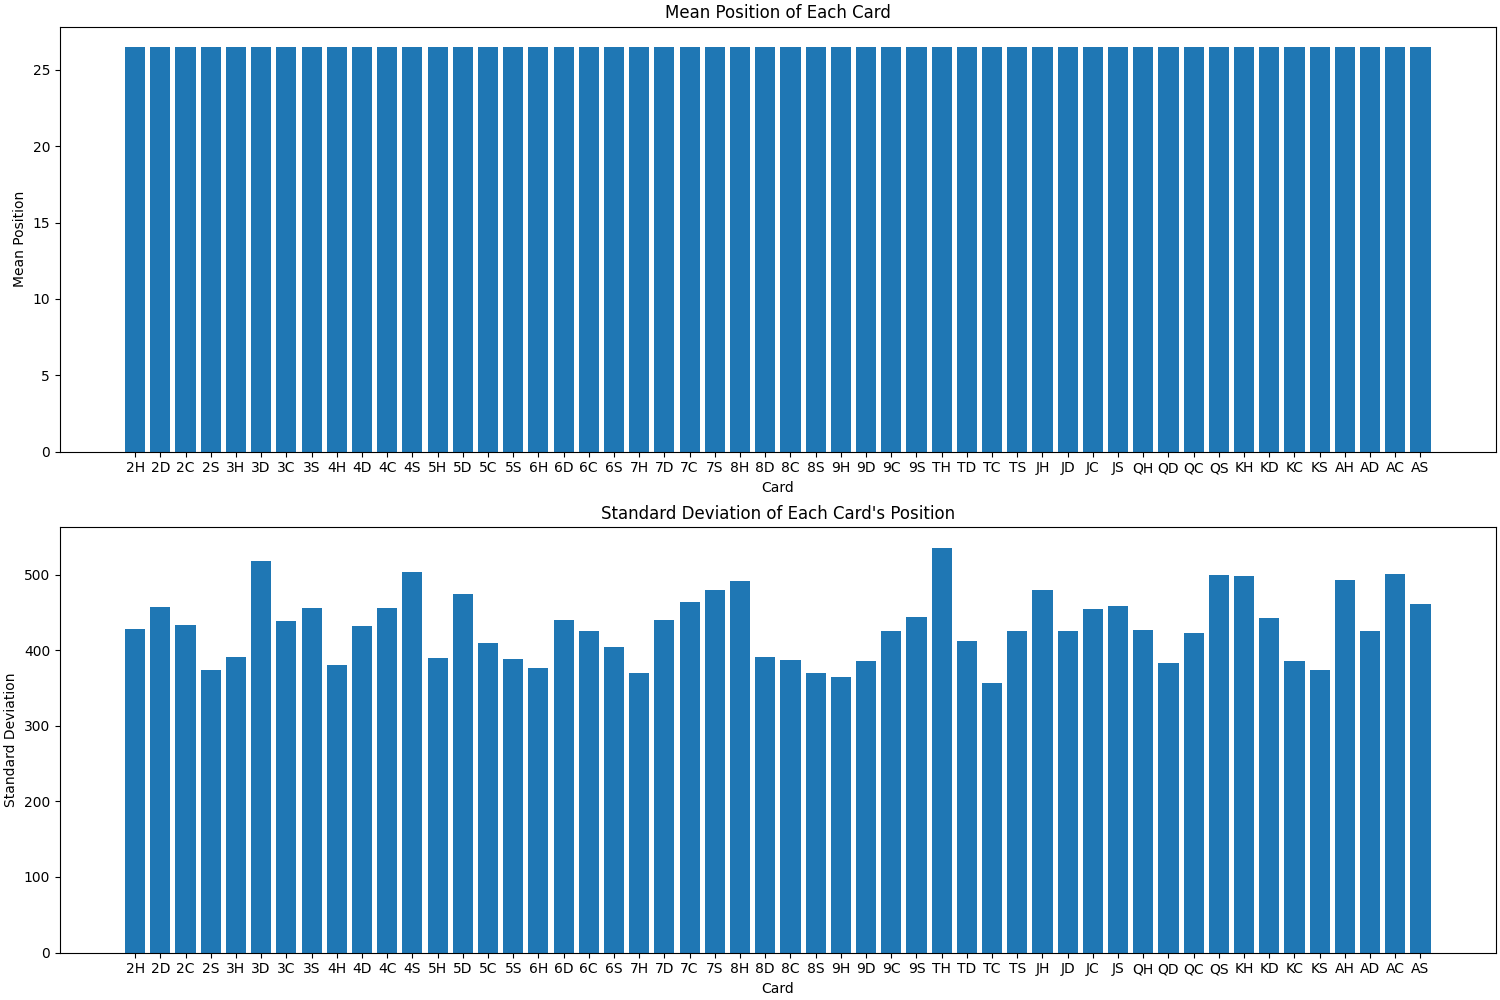 Mean Position of Each Card
Mean Position
25
20
15
10
5
0
2H 2D 2C 2S 3H 3D 3C 3S 4H 4D 4C 4S 5H 5D 5C 5S 6H 6D 6C 6S 7H 7D 7C 7S 8H 8D 8C 8S 9H 9D 9C 9S TH TD TC TS JH JD JC JS QH QD QC QS KH KD KC KS AH AD AC AS
Card
Standard Deviation of Each Card's Position
Standard Deviation
500
400
300
200
100
0
2H 2D 2C 2S 3H 3D 3C 3S 4H 4D 4C 4S 5H 5D 5C 5S 6H 6D 6C 6S 7H 7D 7C 7S 8H 8D 8C 8S 9H 9D 9C 9S TH TD TC TS JH JD JC JS QH QD QC QS KH KD KC KS AH AD AC AS
Card